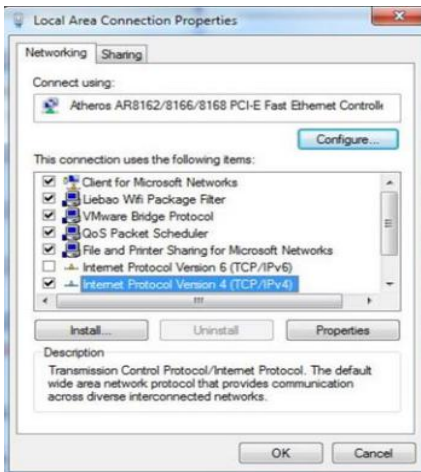 Local Area Connection Properties
Networking
Sharing
Connect using:
Atheros AR8162/8166/8168 PCI-E Fast Ethernet Controlle
Configure...
This connection uses the following items:
Client for Microsoft Networks
Liebao Wifi Package Filter
VMware Bridge Protocol
QoS Packet Scheduler
File and Printer Sharing for Microsoft Networks
Internet Protocol Version 6 (TCP/IPv6)
Internet Protocol Version 4 (TCP/IPv4)
Install...
Uninstall
Properties
Description
Transmission Control Protocol/Internet Protocol. The default
wide area network protocol that provides communication
across diverse interconnected networks.
OK
Cancel